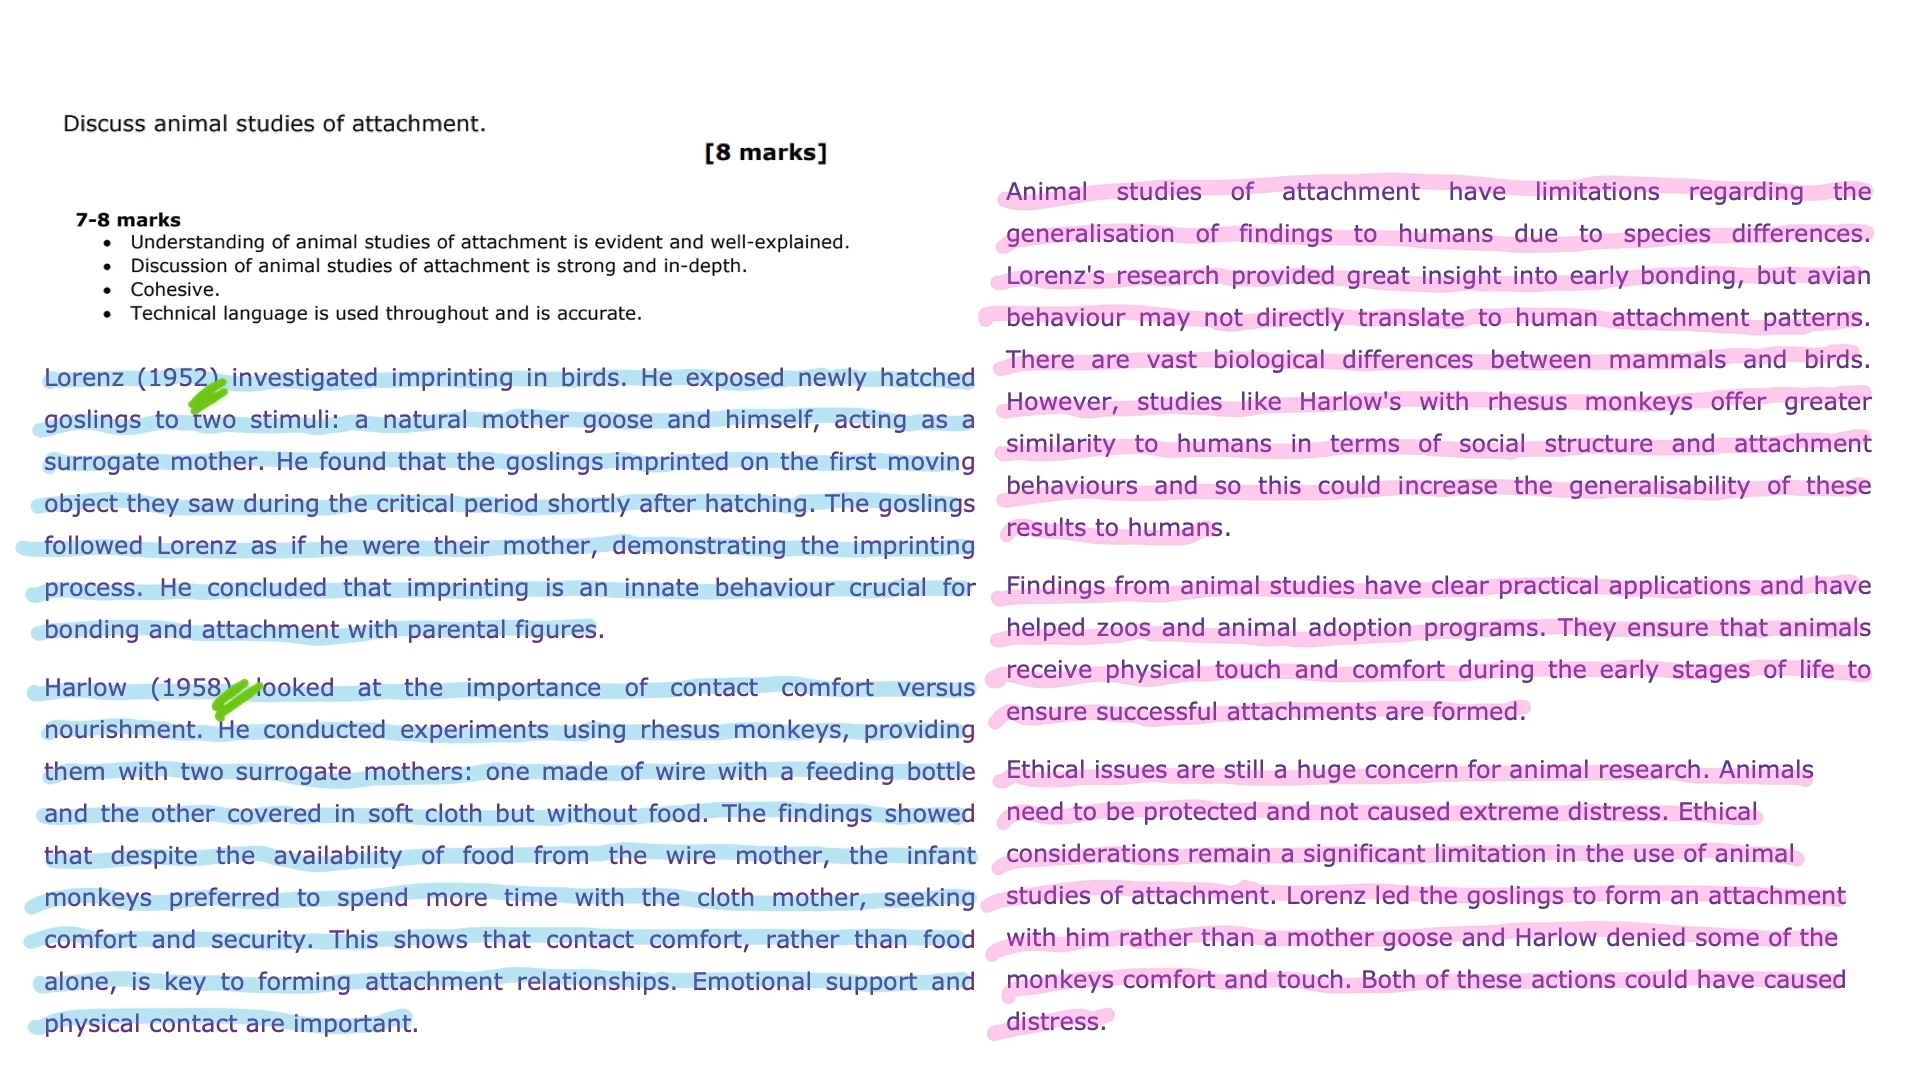 Discuss animal studies of attachment.
[8 marks]
7-8 marks
• Understanding of animal studies of attachment is evident and well-explained.
• Discussion of animal studies of attachment is strong and in-depth.
• Cohesive.
• Technical language is used throughout and is accurate.
Lorenz (1952) investigated imprinting in birds. He exposed newly hatched
goslings to two stimuli: a natural mother goose and himself, acting as a
surrogate mother. He found that the goslings imprinted on the first moving
object they saw during the critical period shortly after hatching. The goslings
followed Lorenz as if he were their mother, demonstrating the imprinting
process. He concluded that imprinting is an innate behaviour crucial for
bonding and attachment with parental figures.
Harlow (1958) looked at the importance of contact comfort versus
nourishment. He conducted experiments using rhesus monkeys, providing
them with two surrogate mothers: one made of wire with a feeding bottle
and the other covered in soft cloth but without food. The findings showed
that despite the availability of food from the wire mother, the infant
monkeys preferred to spend more time with the cloth mother, seeking
comfort and security. This shows that contact comfort, rather than food
alone, is key to forming attachment relationships. Emotional support and
physical contact are important.
Animal studies of attachment have limitations regarding the
generalisation of findings to humans due to species differences.
Lorenz's research provided great insight into early bonding, but avian
behaviour may not directly translate to human attachment patterns.
There are vast biological differences between mammals and birds.
However, studies like Harlow's with rhesus monkeys offer greater
similarity to humans in terms of social structure and attachment
behaviours and so this could increase the generalisability of these
results to humans.
Findings from animal studies have clear practical applications and have
helped zoos and animal adoption programs. They ensure that animals
receive physical touch and comfort during the early stages of life to
ensure successful attachments are formed.
Ethical issues are still a huge concern for animal research. Animals
need to be protected and not caused extreme distress. Ethical
considerations remain a significant limitation in the use of animal
studies of attachment. Lorenz led the goslings to form an attachment
with him rather than a mother goose and Harlow denied some of the
monkeys comfort and touch. Both of these actions could have caused
distress.